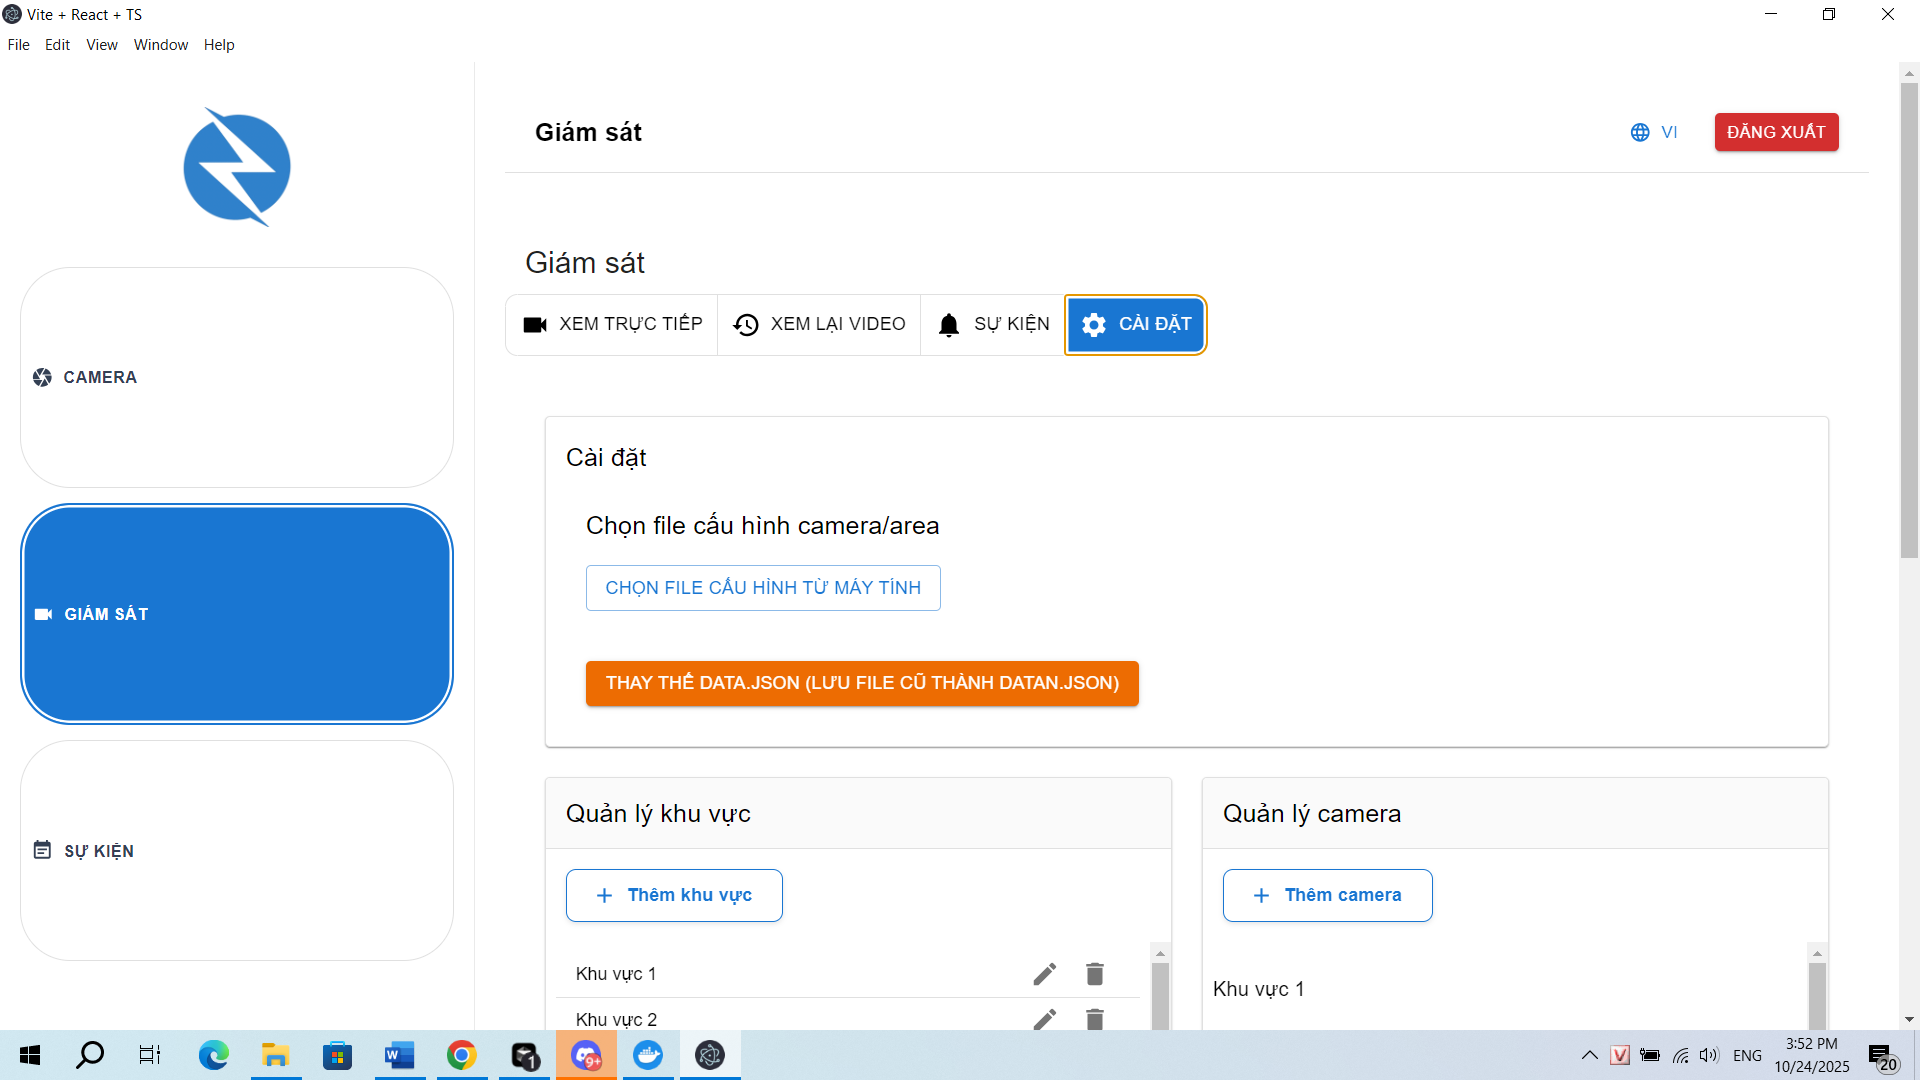 Vite + React + TS
File Edit View Window Help
Giám sát
VI
ĐĂNG XUẤT
CAMERA
GIÁM SÁT
SỰ KIỆN
Giám sát
XEM TRỰC TIẾP
XEM LẠI VIDEO
SỰ KIỆN
CÀI ĐẶT
Cài đặt
Chọn file cấu hình camera/area
CHỌN FILE CẤU HÌNH TỪ MÁY TÍNH
THAY THẾ DATA.JSON (LƯU FILE CŨ THÀNH DATAN.JSON)
Quản lý khu vực
+ Thêm khu vực
Khu vực 1
Khu vực 2
Quản lý camera
+ Thêm camera
Khu vực 1
W
1
9+
V
ENG
3:52 PM
10/24/2025
20